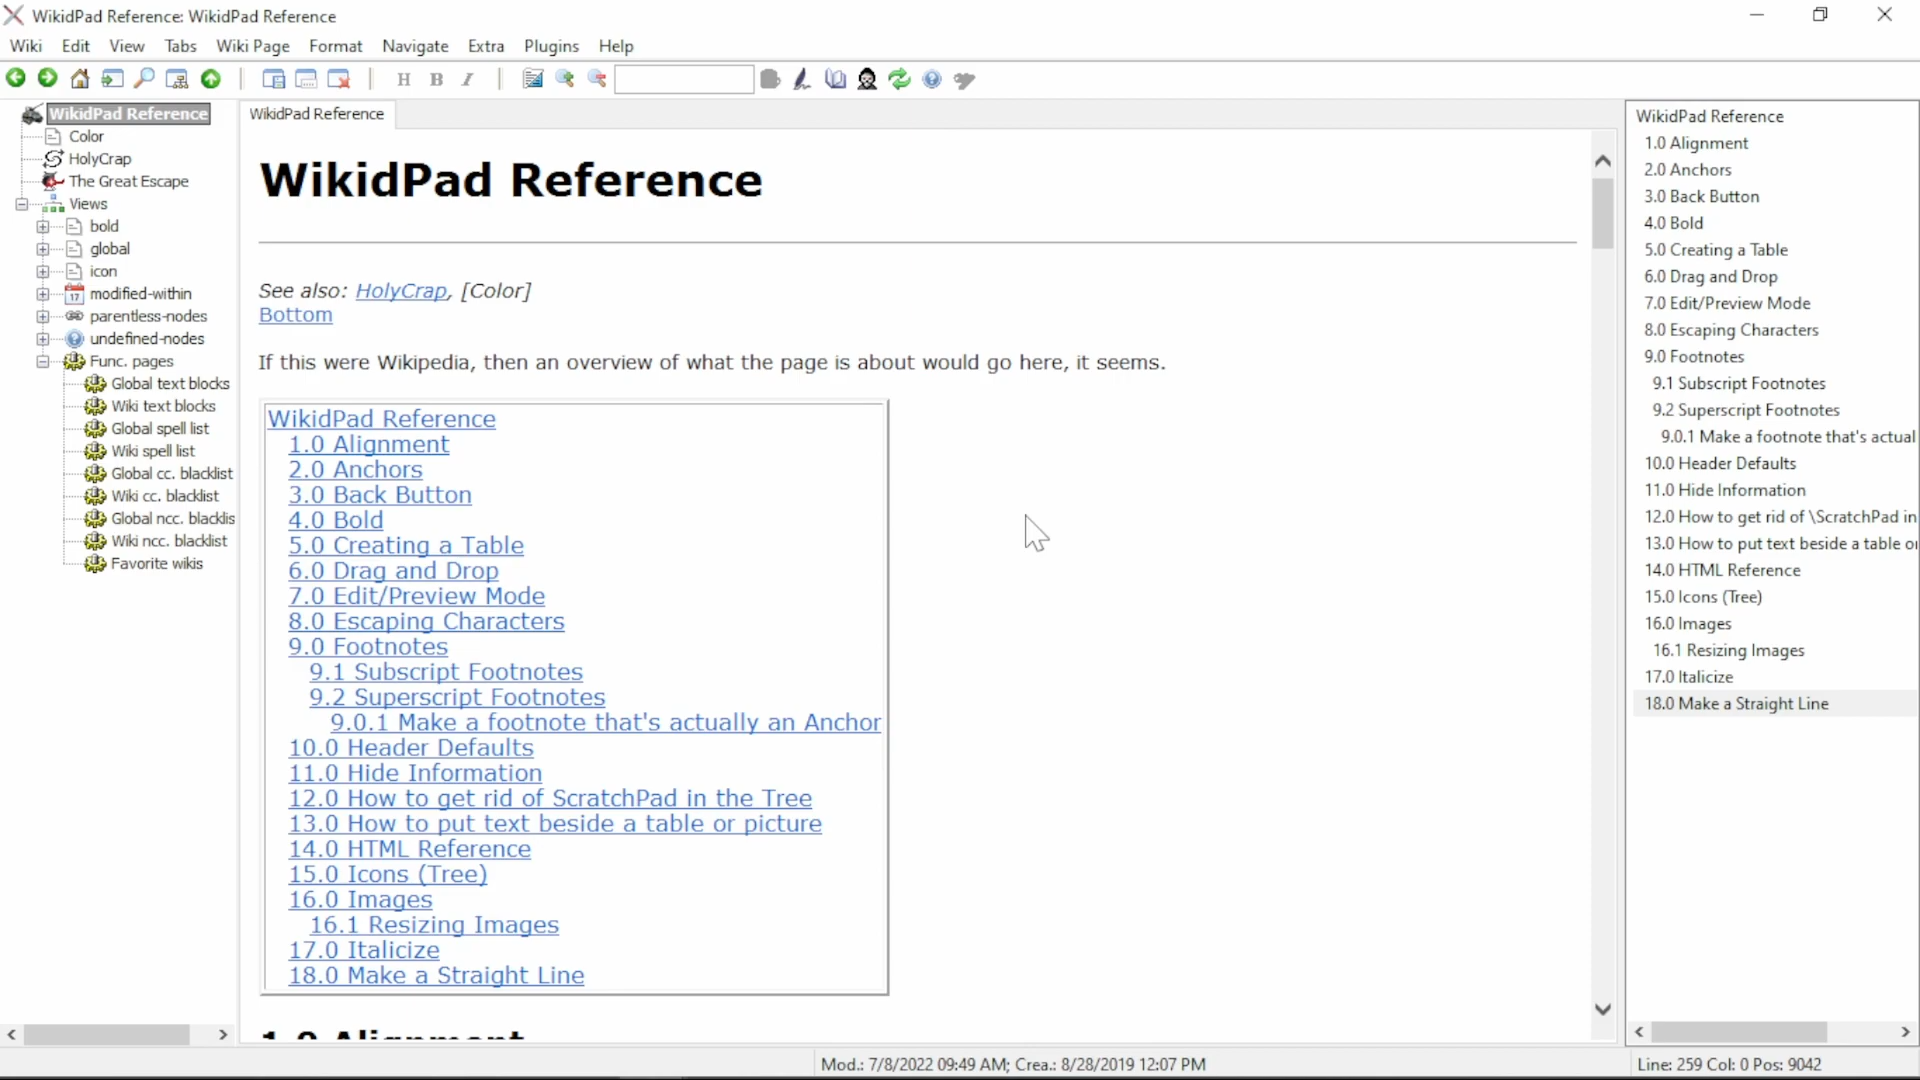 WikidPad Reference: WikidPad Reference
Wiki Edit View Tabs Wiki Page Format Navigate Extra Plugins Help
H B I
WikidPad Reference
Color
HolyCrap
The Great Escape
Views
bold
global
icon
17 modified-within
parentless-nodes
undefined-nodes
Func. pages
Global text blocks
Wiki text blocks
Global spell list
Wiki spell list
Global cc. blacklist
Wiki cc. blacklist
Global ncc. blacklis
Wiki ncc. blacklist
Favorite wikis
WikidPad Reference
WikidPad Reference
See also: HolyCrap, [Color]
Bottom
If this were Wikipedia, then an overview of what the page is about would go here, it seems.
WikidPad Reference
1.0 Alignment
2.0 Anchors
3.0 Back Button
4.0 Bold
5.0 Creating a Table
6.0 Drag and Drop
7.0 Edit/Preview Mode
8.0 Escaping Characters
9.0 Footnotes
9.1 Subscript Footnotes
9.2 Superscript Footnotes
9.0.1 Make a footnote that's actually an Anchor
10.0 Header Defaults
11.0 Hide Information
12.0 How to get rid of ScratchPad in the Tree
13.0 How to put text beside a table or picture
14.0 HTML Reference
15.0 Icons (Tree)
16.0 Images
16.1 Resizing Images
17.0 Italicize
18.0 Make a Straight Line
1.0 Alignment
WikidPad Reference
1.0 Alignment
2.0 Anchors
3.0 Back Button
4.0 Bold
5.0 Creating a Table
6.0 Drag and Drop
7.0 Edit/Preview Mode
8.0 Escaping Characters
9.0 Footnotes
9.1 Subscript Footnotes
9.2 Superscript Footnotes
9.0.1 Make a footnote that's actual
10.0 Header Defaults
11.0 Hide Information
12.0 How to get rid of \ScratchPad in
13.0 How to put text beside a table or
14.0 HTML Reference
15.0 Icons (Tree)
16.0 Images
16.1 Resizing Images
17.0 Italicize
18.0 Make a Straight Line
Mod.: 7/8/2022 09:49 AM; Crea.: 8/28/2019 12:07 PM
Line: 259 Col: 0 Pos: 9042